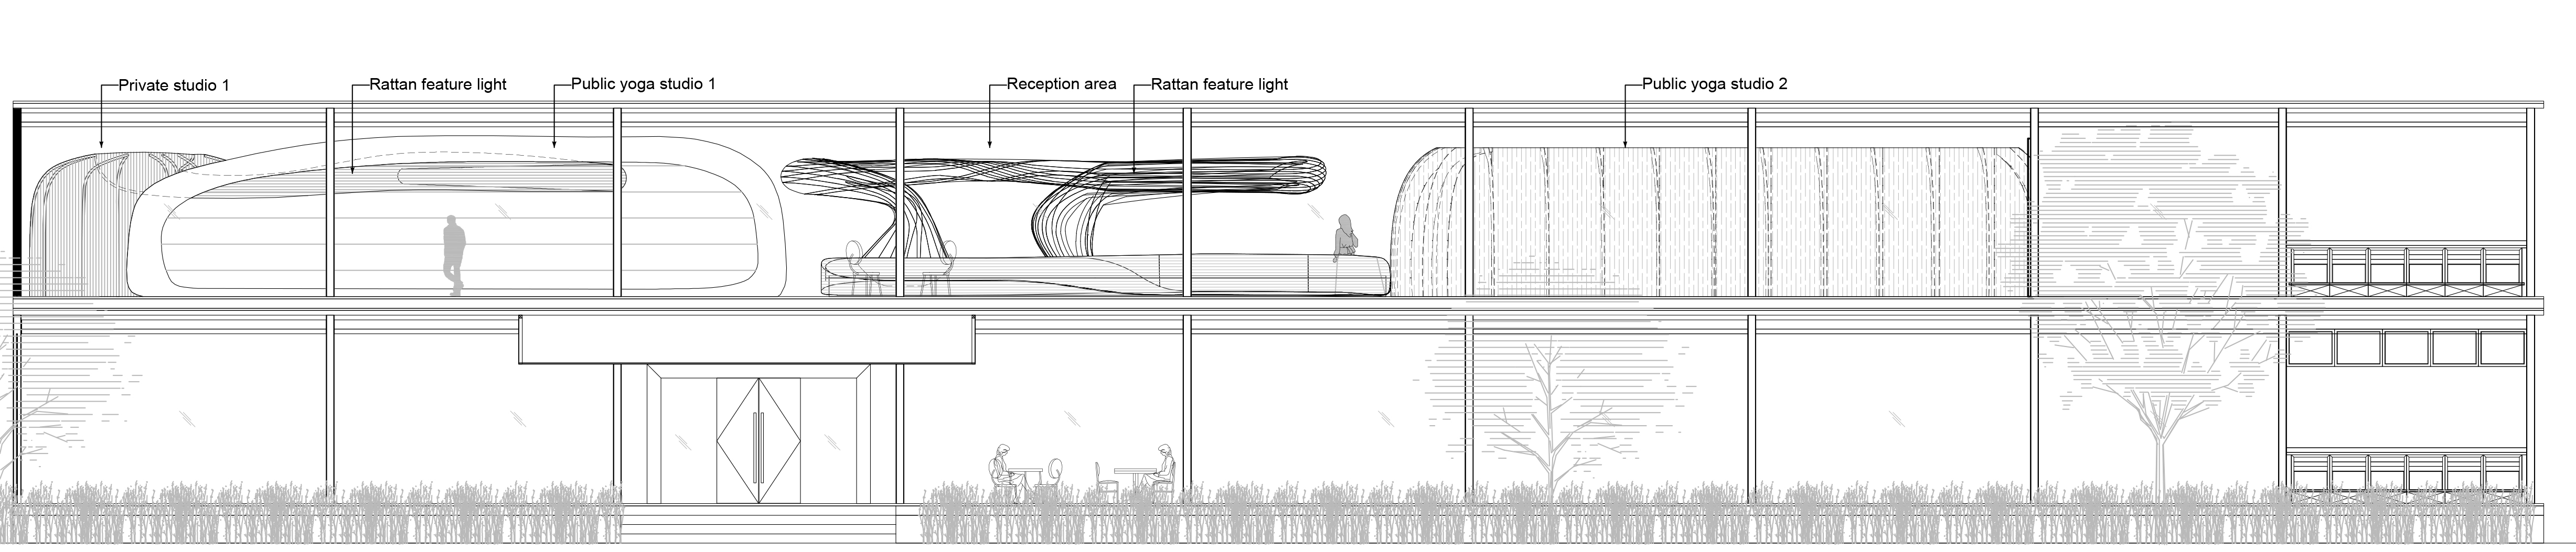 Private studio 1
Rattan feature light
Public yoga studio 1
Reception area
Rattan feature light
Public yoga studio 2